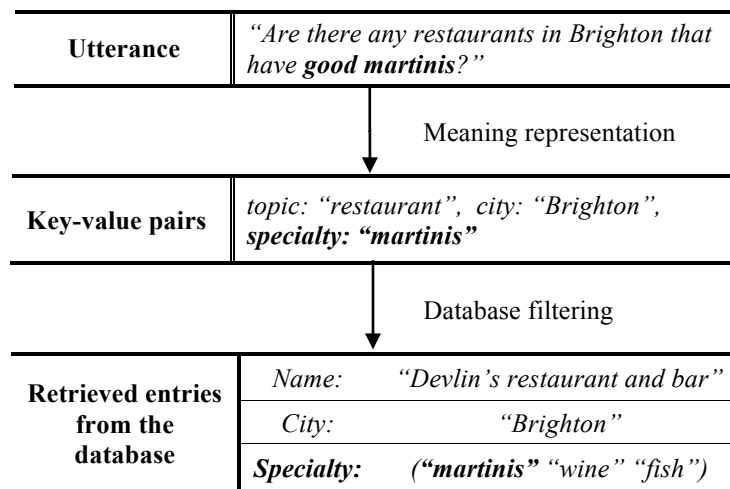 Utterance
“Are there any restaurants in Brighton that
have good martinis?”
Meaning representation
Key-value pairs
topic: “restaurant”, city: “Brighton”,
specialty: “martinis”
Database filtering
Retrieved entries
from the
database
Name: “Devlin’s restaurant and bar”
City: “Brighton”
Specialty: (“martinis” “wine” “fish”)